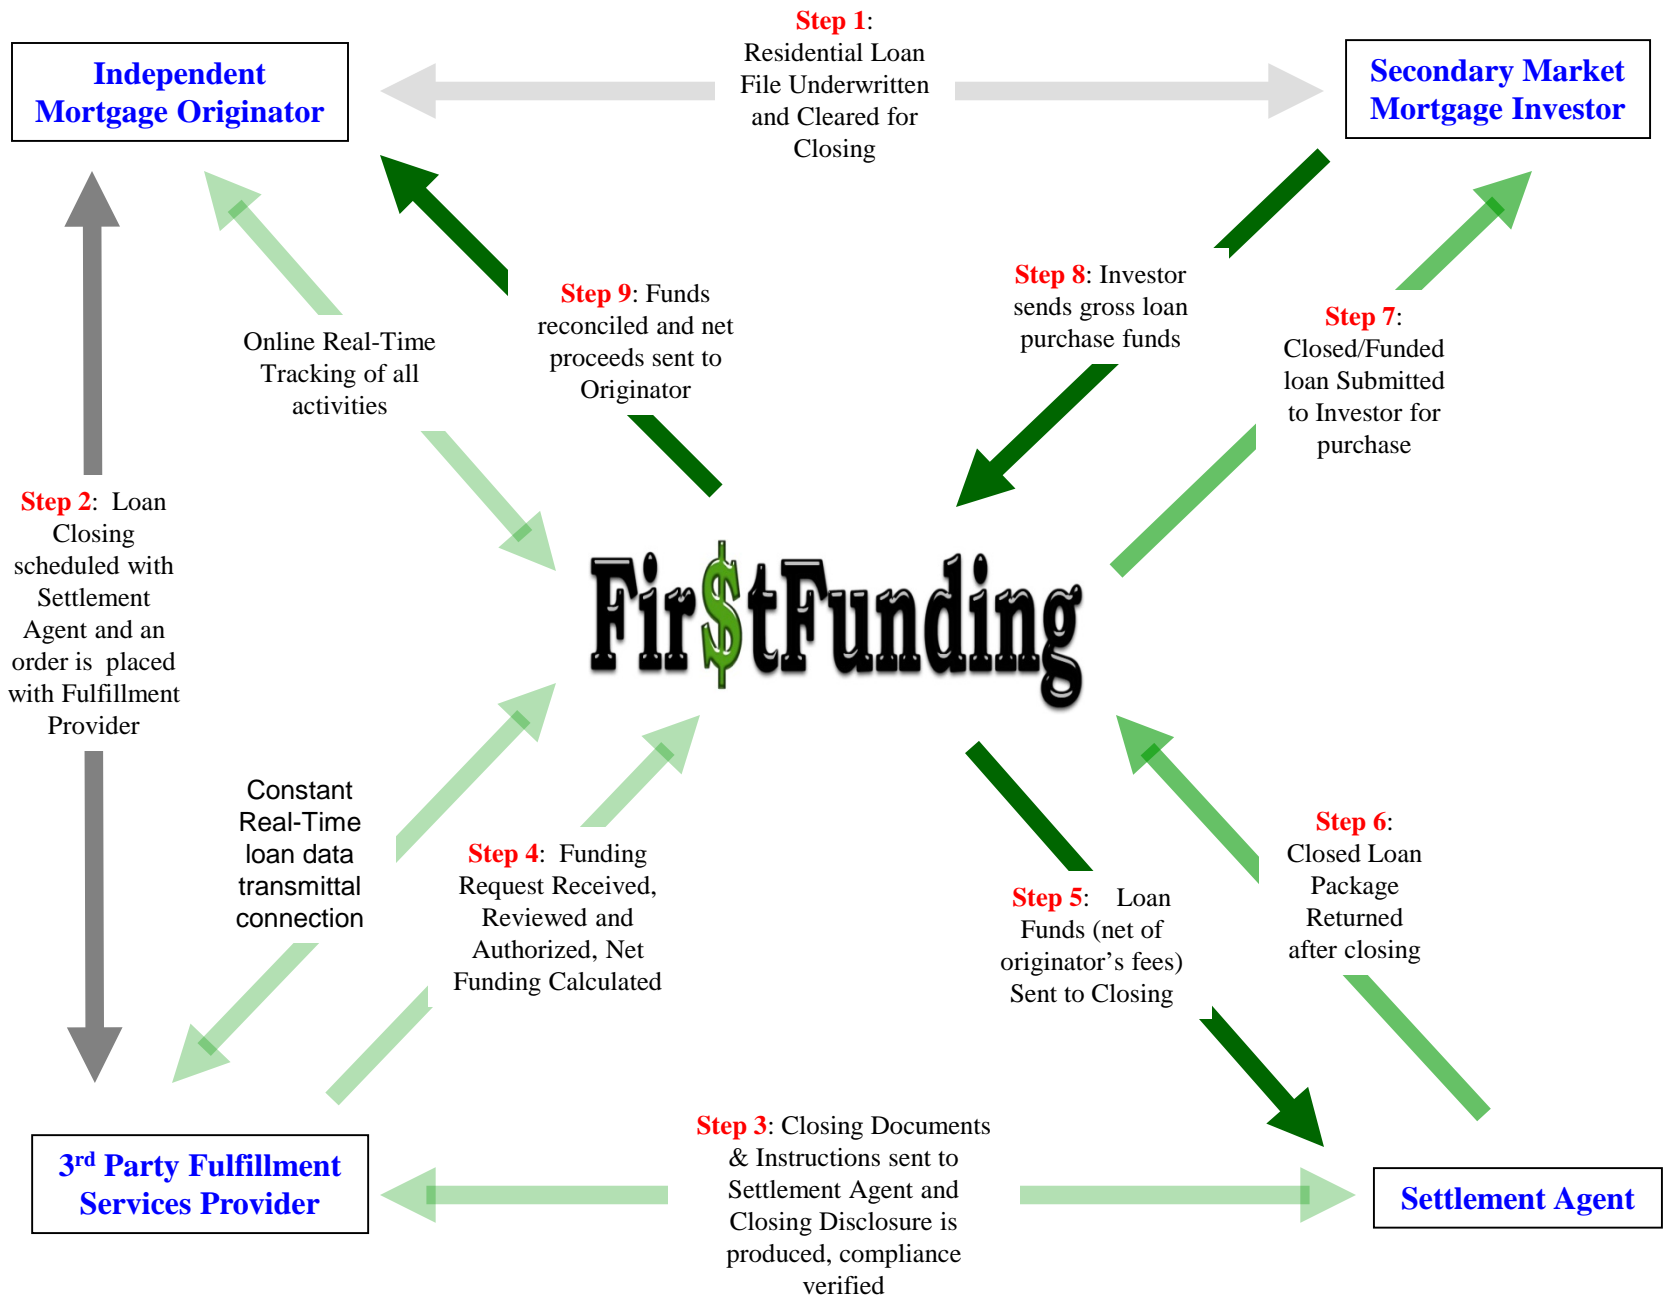 Step 1:
Residential Loan
File Underwritten
and Cleared for
Closing
Independent
Mortgage Originator
Secondary Market
Mortgage Investor
Step 9: Funds
reconciled and net
proceeds sent to
Originator
Step 8: Investor
sends gross loan
purchase funds
Step 7:
Closed/Funded
loan Submitted
to Investor for
purchase
Online Real-Time
Tracking of all
activities
Step 2: Loan
Closing
scheduled with
Settlement
Agent and an
order is placed
with Fulfillment
Provider
Fir$tFunding
Constant
Real-Time
loan data
transmittal
connection
Step 4: Funding
Request Received,
Reviewed and
Authorized, Net
Funding Calculated
Step 5: Loan
Funds (net of
originator’s fees)
Sent to Closing
Step 6:
Closed Loan
Package
Returned
after closing
3rd Party Fulfillment
Services Provider
Step 3: Closing Documents
& Instructions sent to
Settlement Agent and
Closing Disclosure is
produced, compliance
verified
Settlement Agent